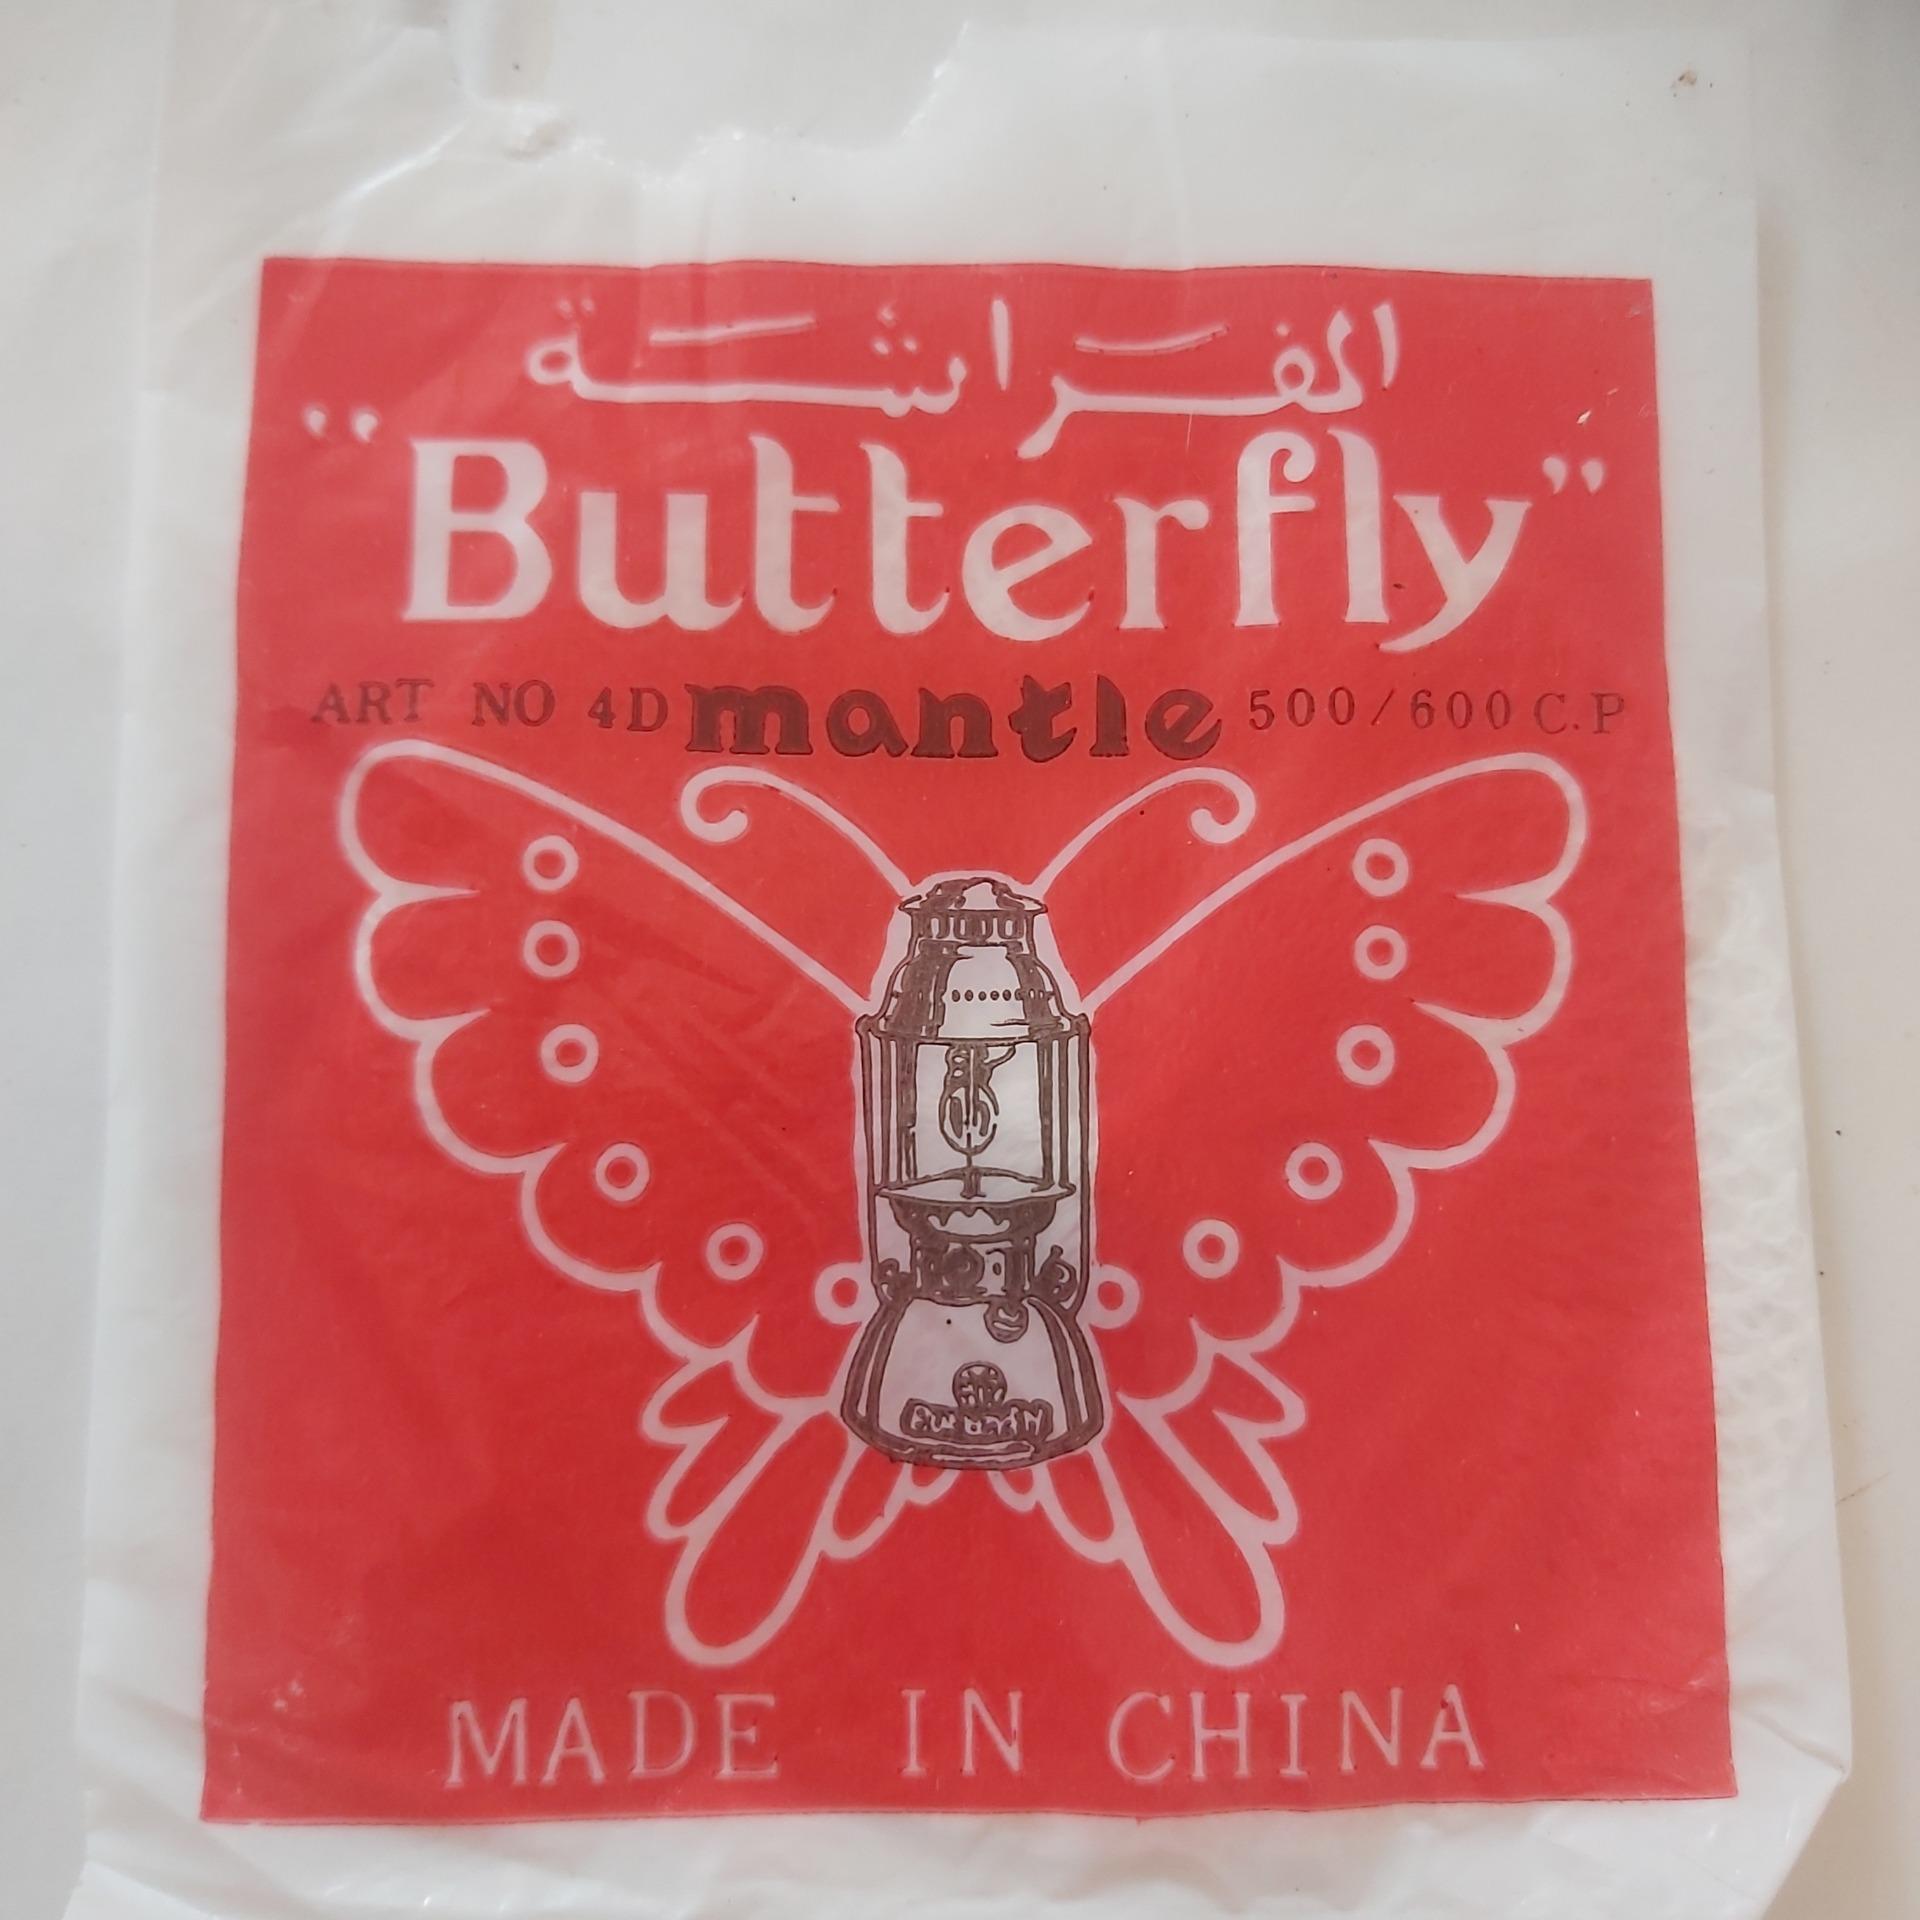 الفراشة
"Butterfly"
ART NO 4D mantle 500/600 C.P
MADE IN CHINA